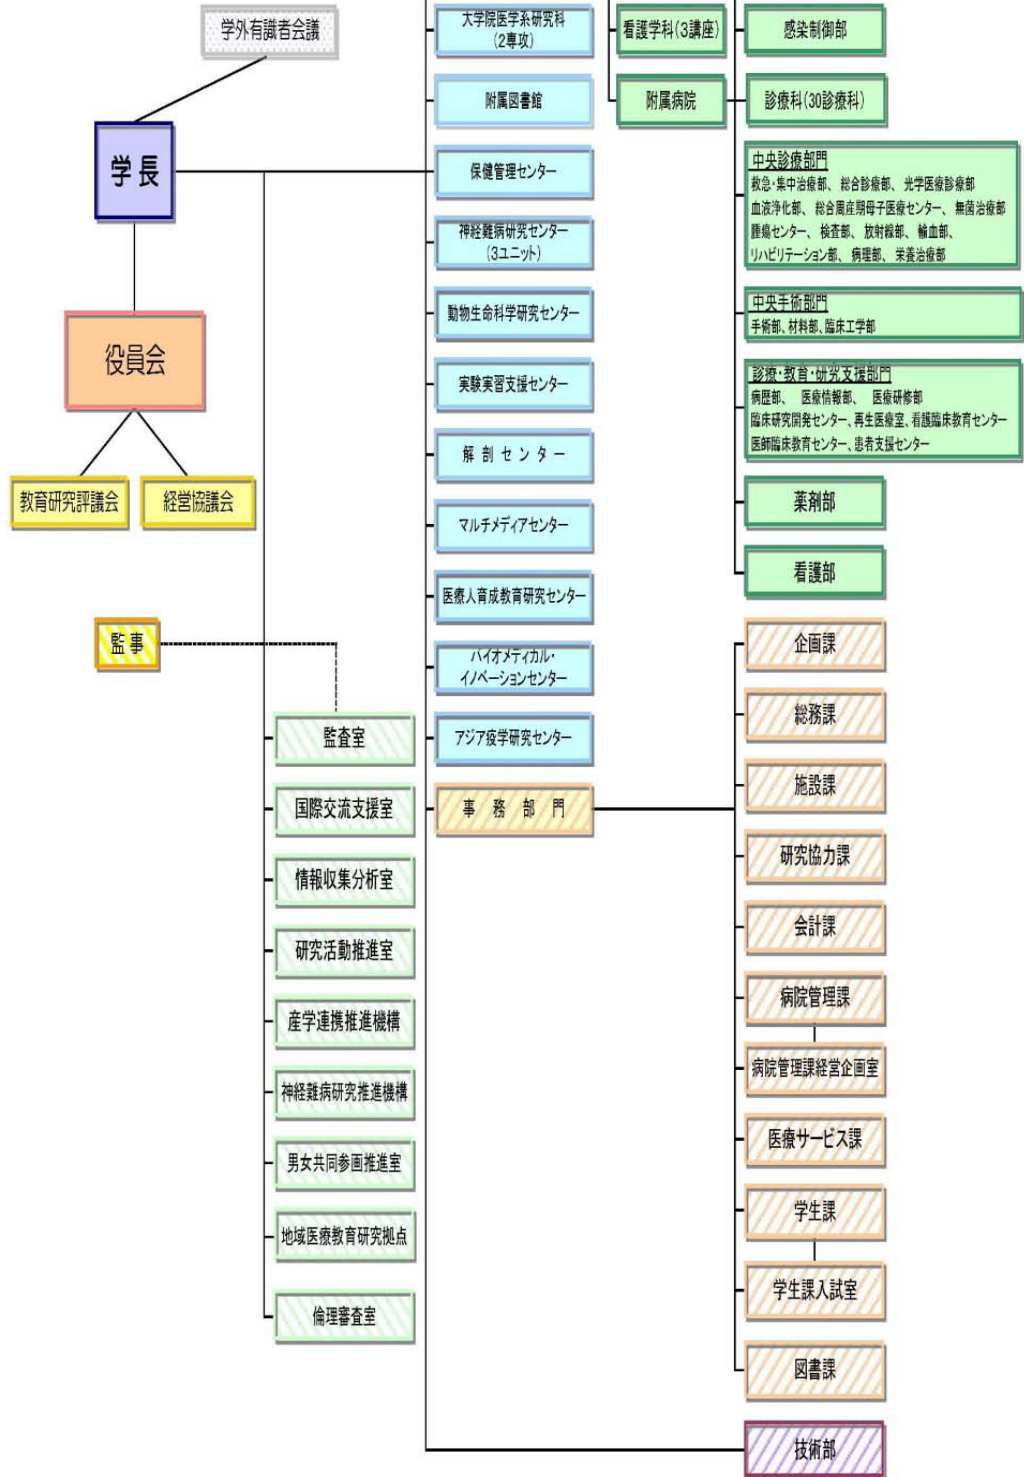 学外有識者会議
学長
役員会
教育研究評議会
経営協議会
監事
監査室
国際交流支援室
情報収集分析室
研究活動推進室
産学連携推進機構
神経難病研究推進機構
男女共同参画推進室
地域医療教育研究拠点
倫理審査室
大学院医学系研究科
(2専攻)
附属図書館
保健管理センター
神経難病研究センター
(3ユニット)
動物生命科学研究センター
実験実習支援センター
解剖センター
マルチメディアセンター
医療人育成教育研究センター
バイオメディカル・
イノベーションセンター
アジア疫学研究センター
事務部門
看護学科(3講座)
附属病院
感染制御部
診療科(30診療科)
中央診療部門
救急・集中治療部、総合診療部、光学医療診療部
血液浄化部、総合周産期母子医療センター、無菌治療部
腫瘍センター、検査部、放射線部、輸血部、
リハビリテーション部、病理部、栄養治療部
中央手術部門
手術部、材料部、臨床工学部
診療・教育・研究支援部門
病歴部、 医療情報部、 医療研修部
臨床研究開発センター、再生医療室、看護臨床教育センター
医師臨床教育センター、患者支援センター
薬剤部
看護部
企画課
総務課
施設課
研究協力課
会計課
病院管理課
病院管理課経営企画室
医療サービス課
学生課
学生課入試室
図書課
技術部